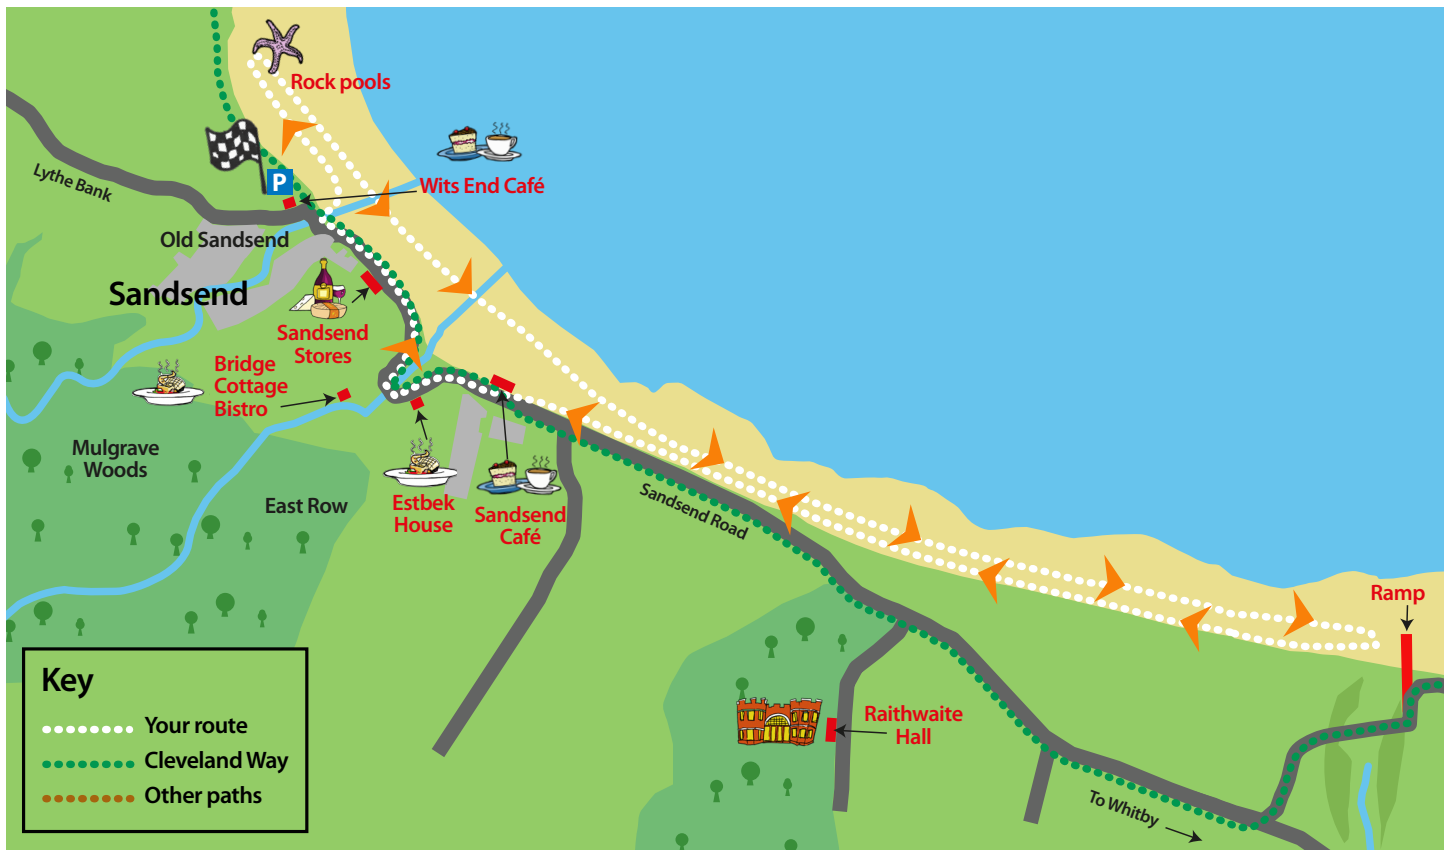 Rock pools
Lythe Bank
P
Wits End Café
Old Sandsend
Sandsend
Sandsend
Stores
Bridge
Cottage
Bistro
Mulgrave
Woods
East Row
Estbek
House
Sandsend
Café
Sandsend Road
Ramp
Raithwaite
Hall
To Whitby
Key
Your route
Cleveland Way
Other paths